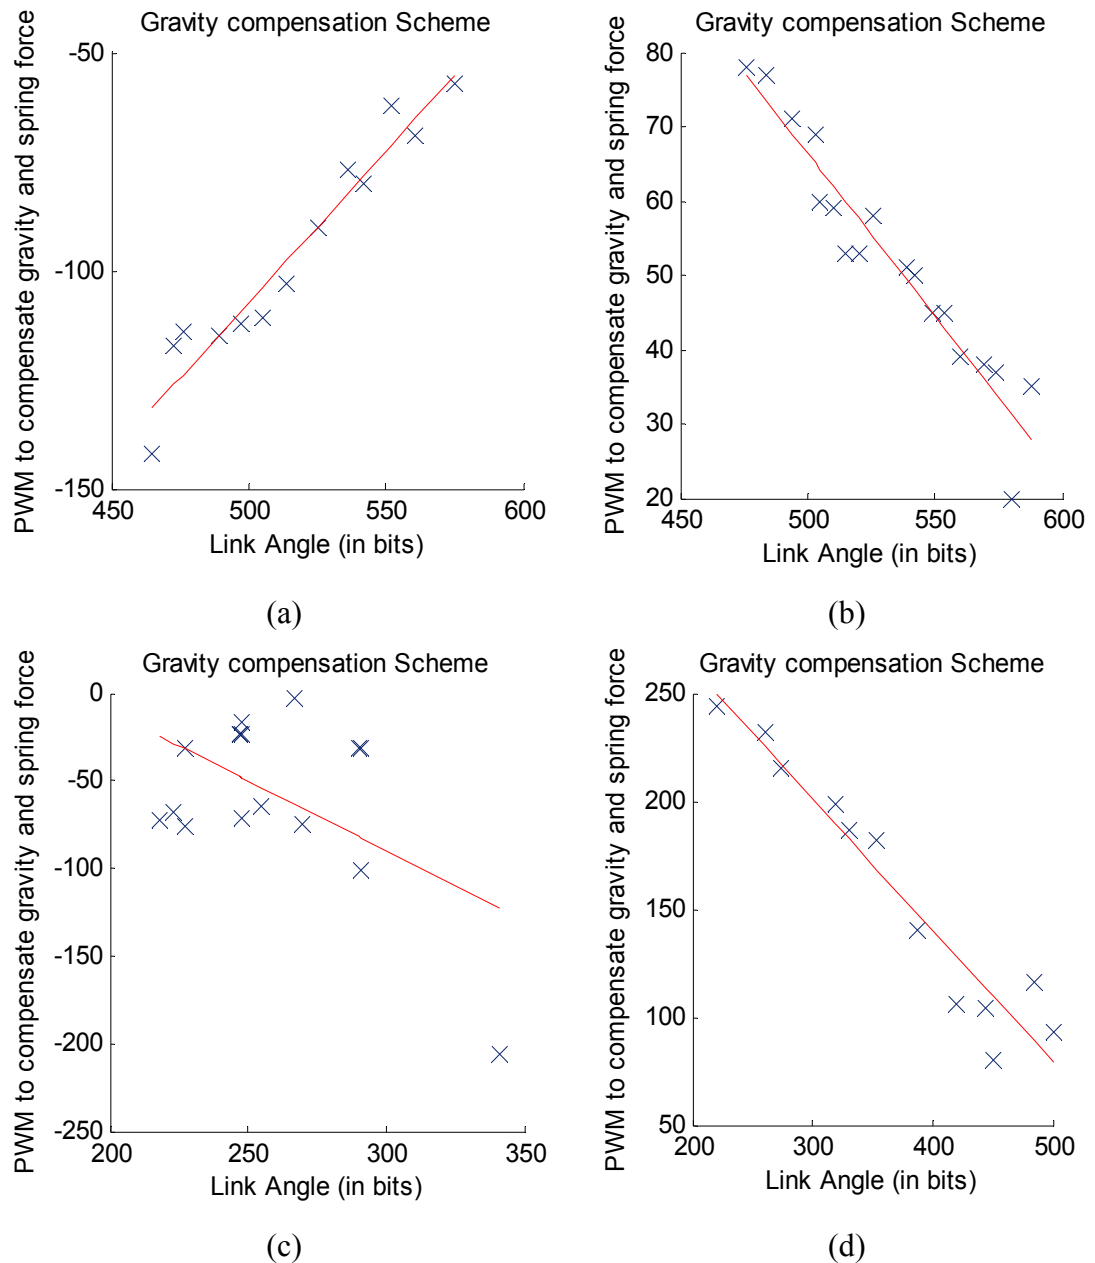 Gravity compensation Scheme
PWM to compensate gravity and spring force
-50
-100
-150
450
500
550
600
Link Angle (in bits)
(a)
Gravity compensation Scheme
PWM to compensate gravity and spring force
80
70
60
50
40
30
20
450
500
550
600
Link Angle (in bits)
(b)
Gravity compensation Scheme
PWM to compensate gravity and spring force
0
-50
-100
-150
-200
-250
200
250
300
350
Link Angle (in bits)
(c)
Gravity compensation Scheme
PWM to compensate gravity and spring force
250
200
150
100
50
200
300
400
500
Link Angle (in bits)
(d)